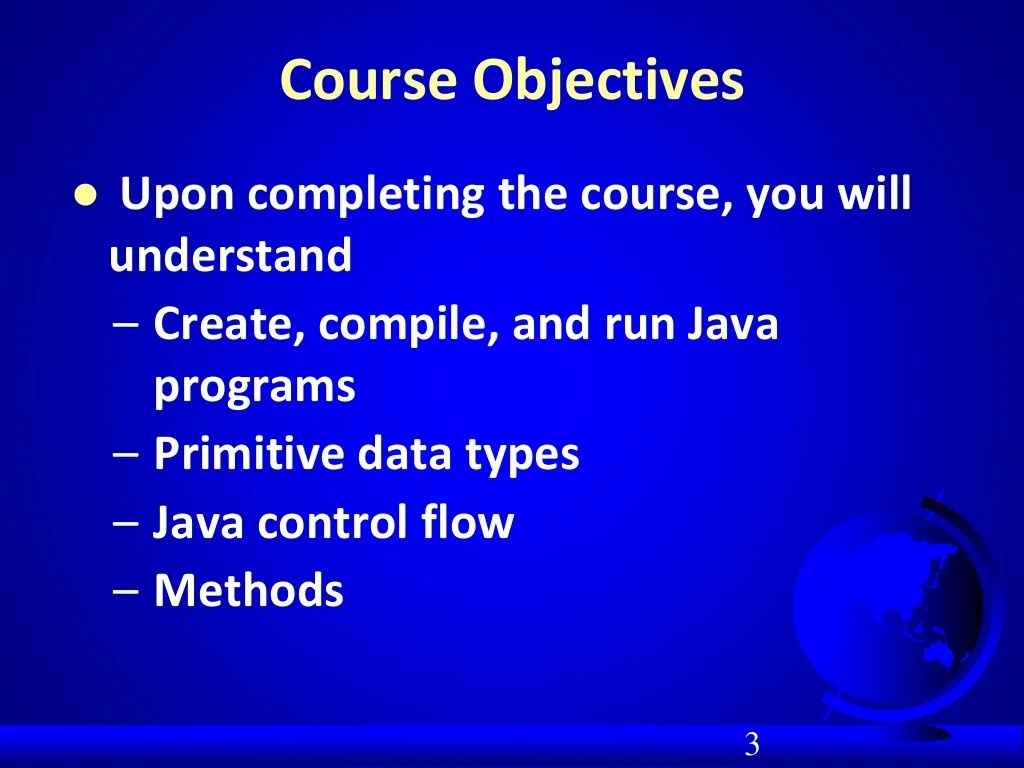 Course Objectives
● Upon completing the course, you will
understand
– Create, compile, and run Java
programs
– Primitive data types
– Java control flow
– Methods
3